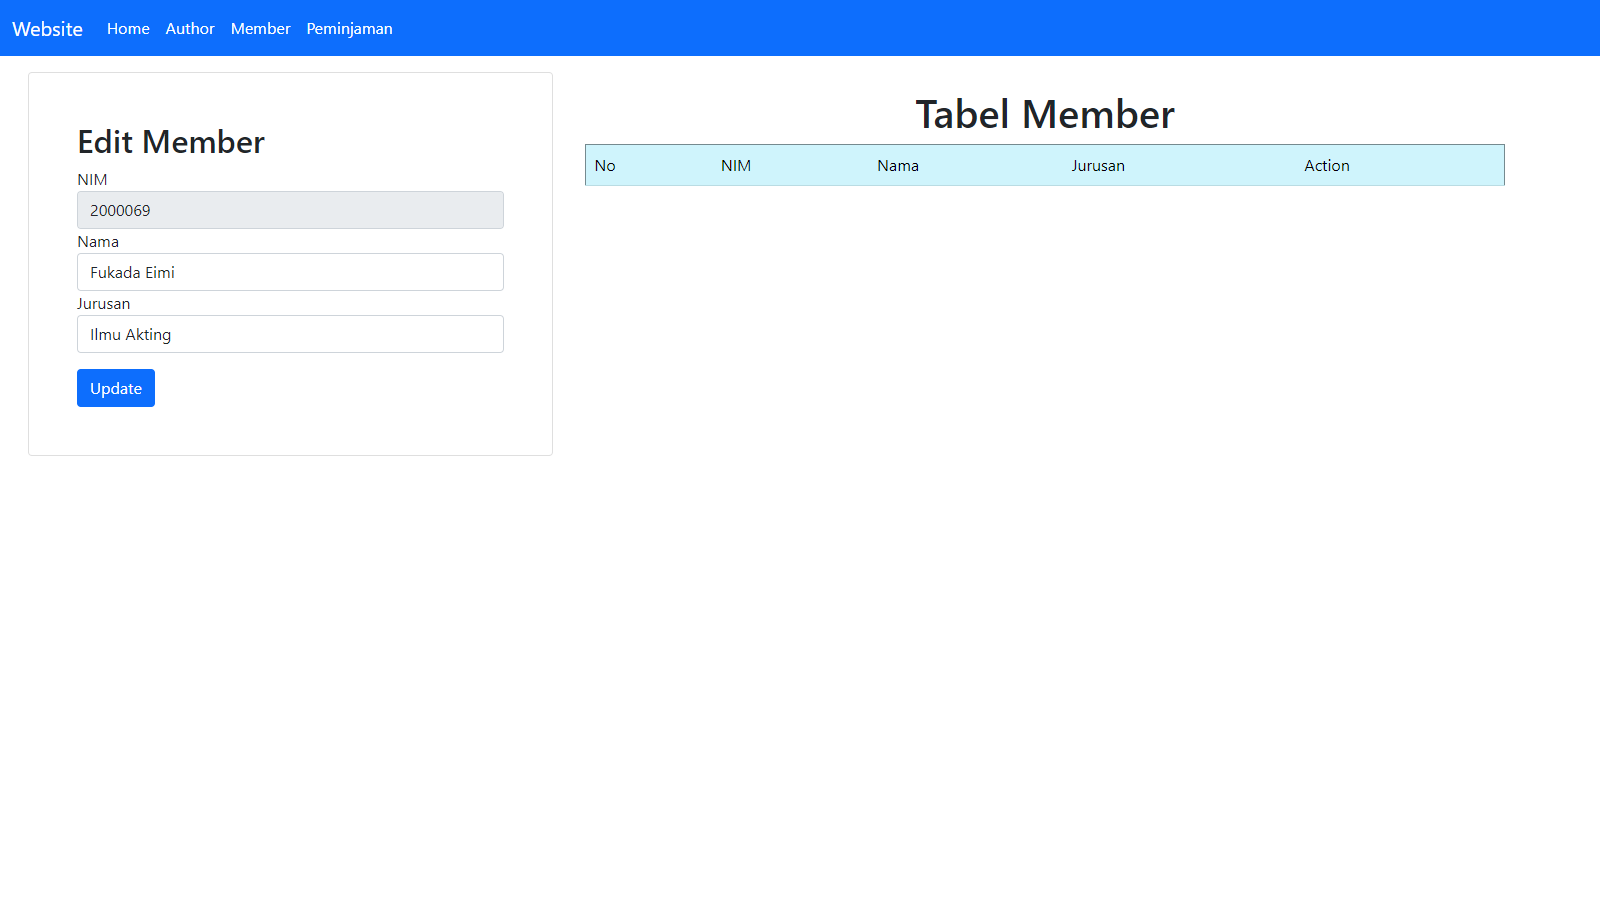 Website Home Author Member Peminjaman
Edit Member
NIM
2000069
Nama
Fukada Eimi
Jurusan
Ilmu Akting
Update
Tabel Member
No NIM Nama Jurusan Action